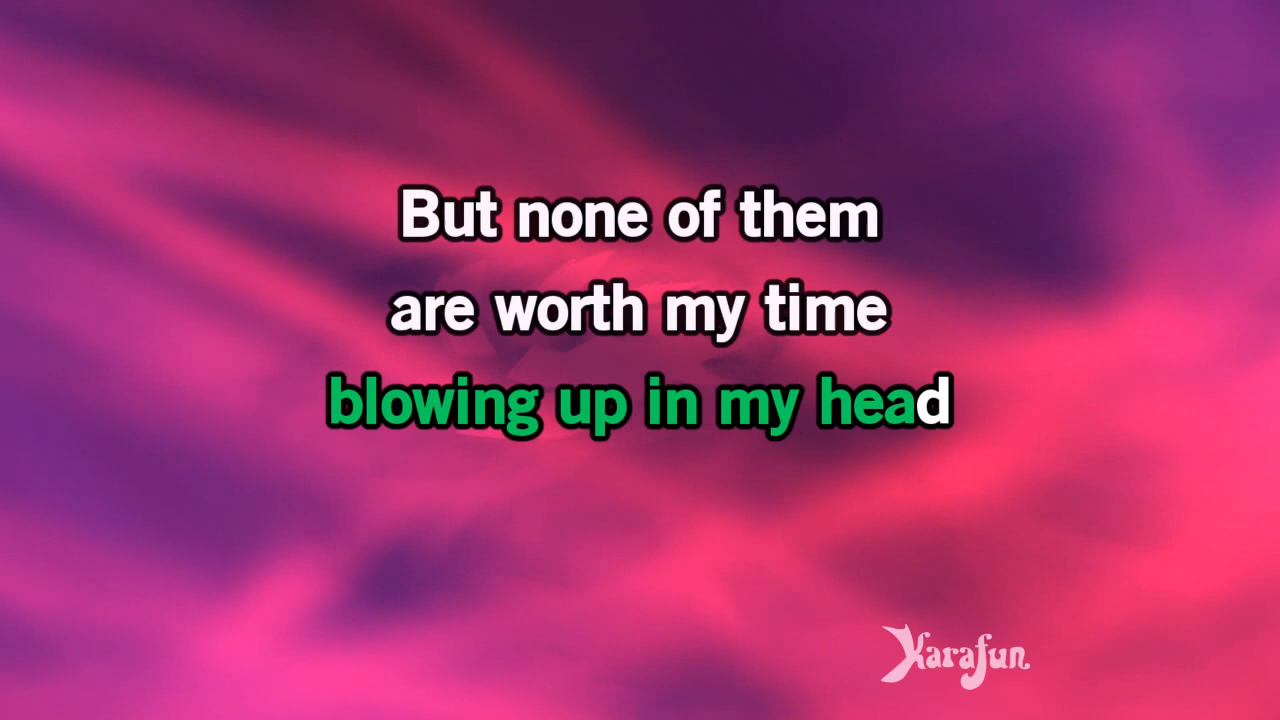 But none of them
are worth my time
blowing up in my head
Karafun